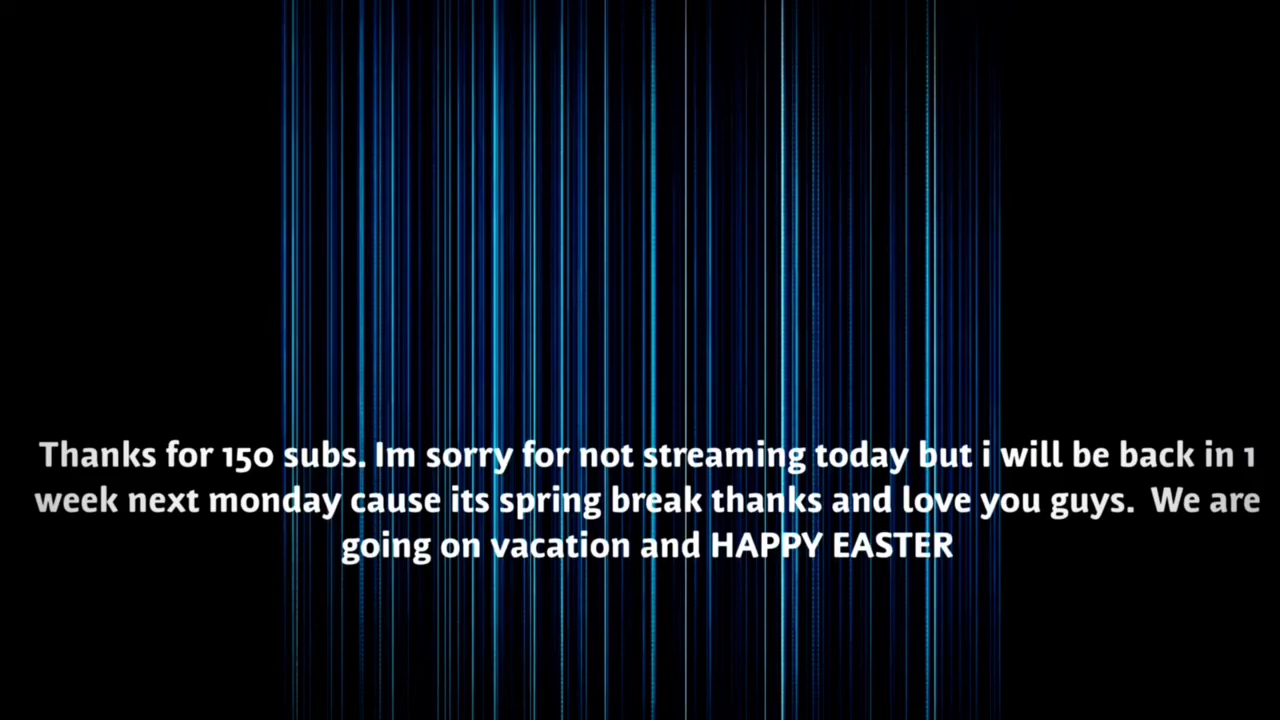 Thanks for 150 subs. Im sorry for not streaming today but i will be back in 1
week next monday cause its spring break thanks and love you guys.  We are
going on vacation and HAPPY EASTER